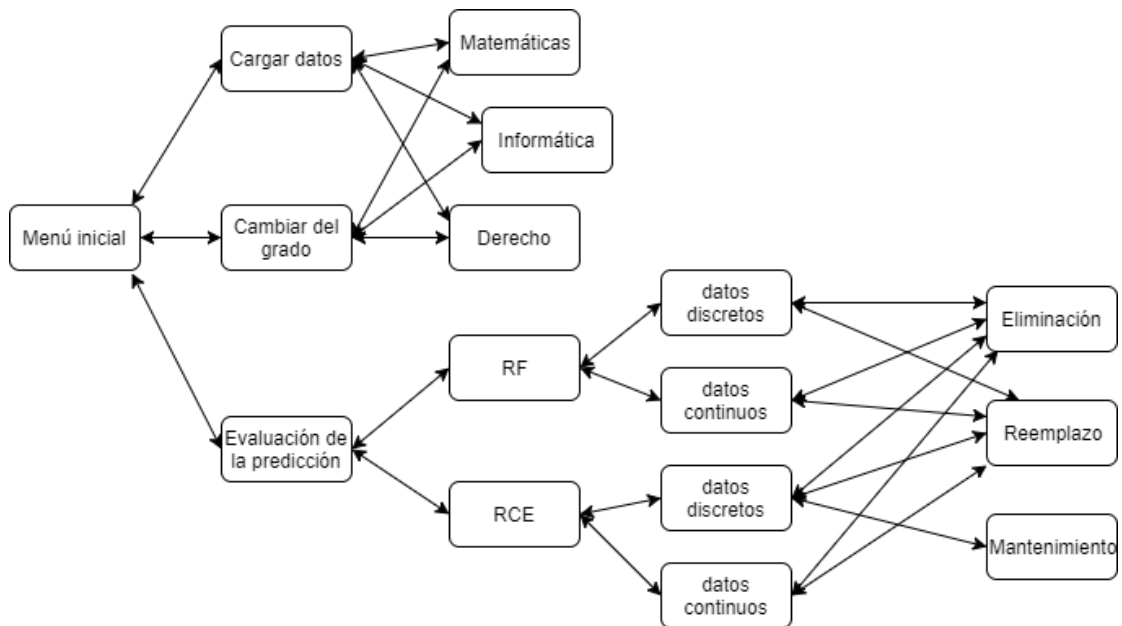 Cargar datos
Matemáticas
Informática
Menú inicial
Cambiar del
grado
Derecho
Evaluación de
la predicción
RF
RCE
datos
discretos
datos
continuos
datos
discretos
datos
continuos
Eliminación
Reemplazo
Mantenimiento